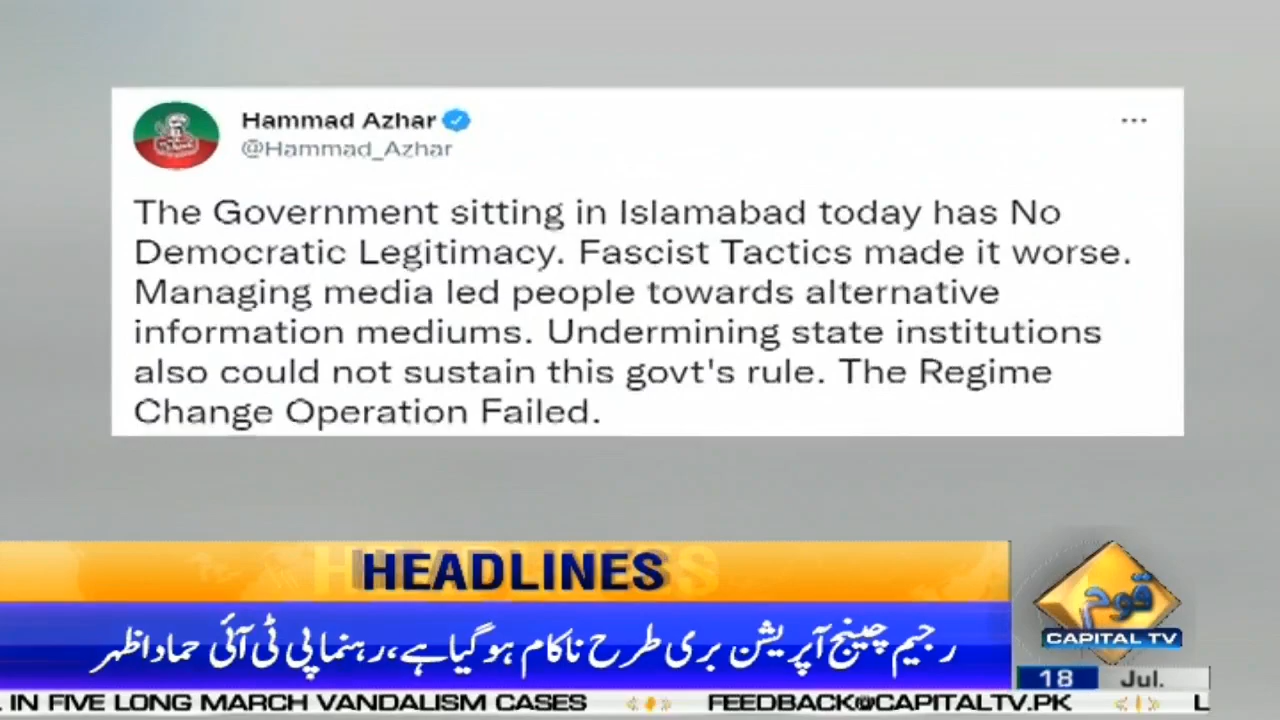 Hammad Azhar
@Hammad_Azhar
The Government sitting in Islamabad today has No
Democratic Legitimacy. Fascist Tactics made it worse.
Managing media led people towards alternative
information mediums. Undermining state institutions
also could not sustain this govt's rule. The Regime
Change Operation Failed.
HEADLINES
رجیم چینج آپریشن بری طرح ناکام ہو گیا ہے، رہنما پی ٹی آئی حماد اظہر
قوم
CAPITAL TV
18 Jul.
IN FIVE LONG MARCH VANDALISM CASES FEEDBACK@CAPITALTV.PK L